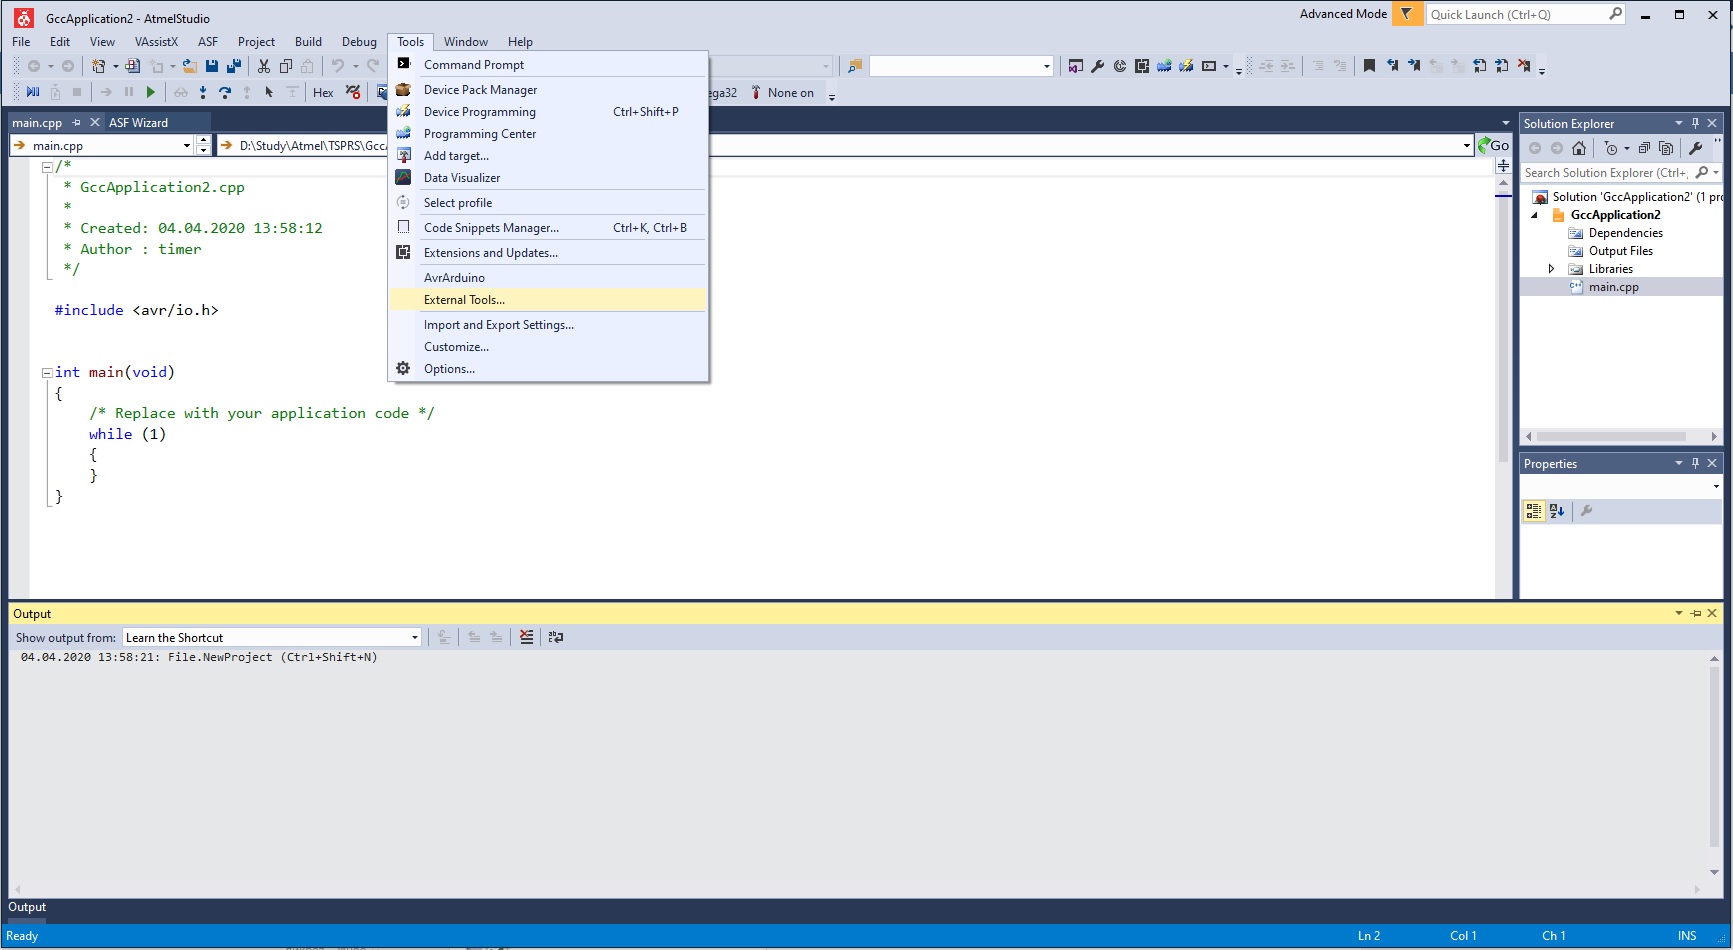 GccApplication2 - AtmelStudio
Advanced Mode
Quick Launch (Ctrl+Q)
File Edit View VAssistX ASF Project Build Debug Tools Window Help
Hex
ega32
None on
Command Prompt
Device Pack Manager
Device Programming Ctrl+Shift+P
Programming Center
Add target...
Data Visualizer
Select profile
Code Snippets Manager... Ctrl+K, Ctrl+B
Extensions and Updates...
AvrArduino
External Tools...
Import and Export Settings...
Customize...
Options...
main.cpp ASF Wizard
main.cpp D:\Study\Atmel\TSPRS\Gcc Go
/*
* GccApplication2.cpp
*
* Created: 04.04.2020 13:58:12
* Author : timer
*/
#include <avr/io.h>
int main(void)
{
/* Replace with your application code */
while (1)
{
}
}
Solution Explorer
Search Solution Explorer (Ctrl+;
Solution 'GccApplication2' (1 pro
GccApplication2
Dependencies
Output Files
Libraries
main.cpp
Properties
Output
Show output from: Learn the Shortcut
04.04.2020 13:58:21: File.NewProject (Ctrl+Shift+N)
Output
Ready Ln 2 Col 1 Ch 1 INS